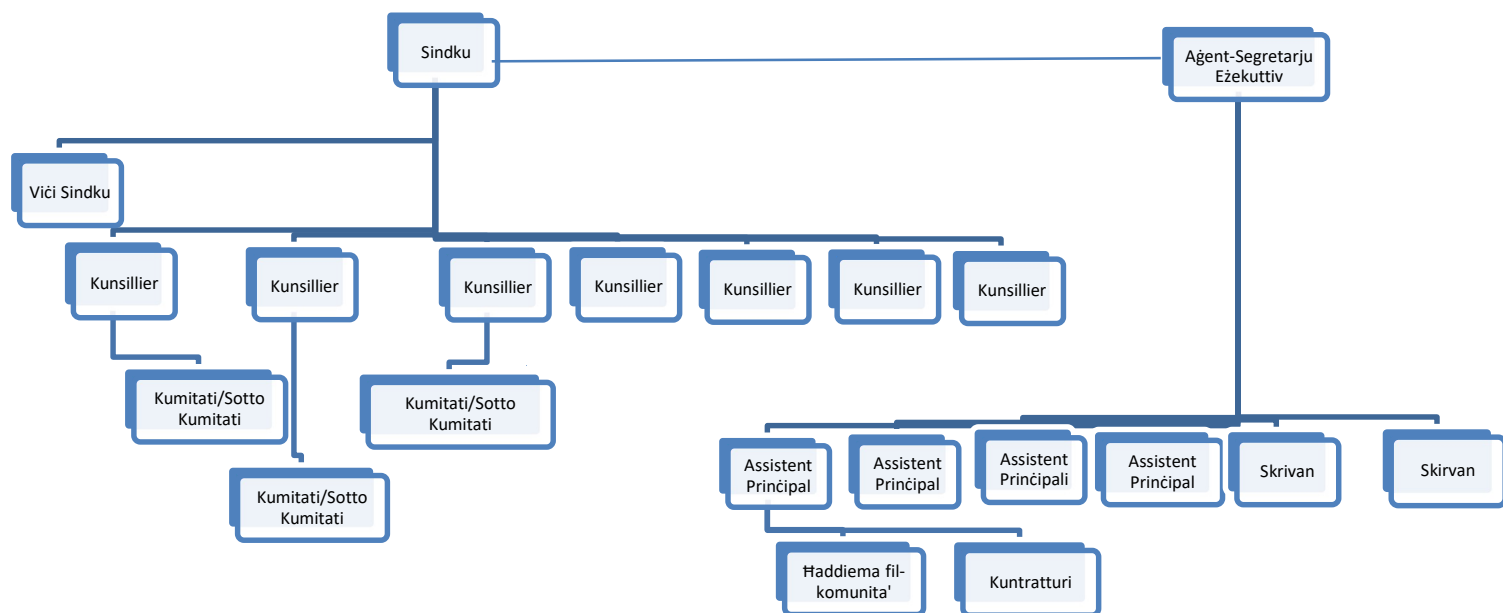 Sindku
Aġent-Segretarju
Eżekuttiv
Viċi Sindku
Kunsillier
Kunsillier
Kunsillier
Kunsillier
Kunsillier
Kunsillier
Kunsillier
Kumitati/Sotto
Kumitati
Kumitati/Sotto
Kumitati
Kumitati/Sotto
Kumitati
Assistent
Prinċipal
Assistent
Prinċipal
Assistent
Prinċipali
Assistent
Prinċipal
Skrivan
Skirvan
Ħaddiema fil-
komunita'
Kuntratturi